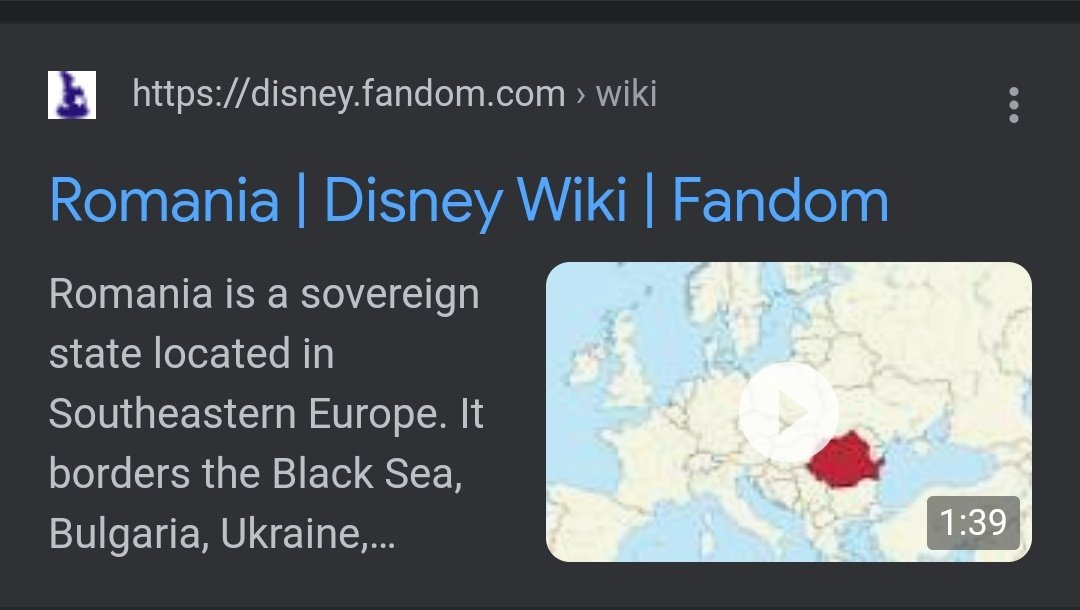 https://disney.fandom.com › wiki
Romania | Disney Wiki | Fandom
Romania is a sovereign
state located in
Southeastern Europe. It
borders the Black Sea,
Bulgaria, Ukraine,...
1:39